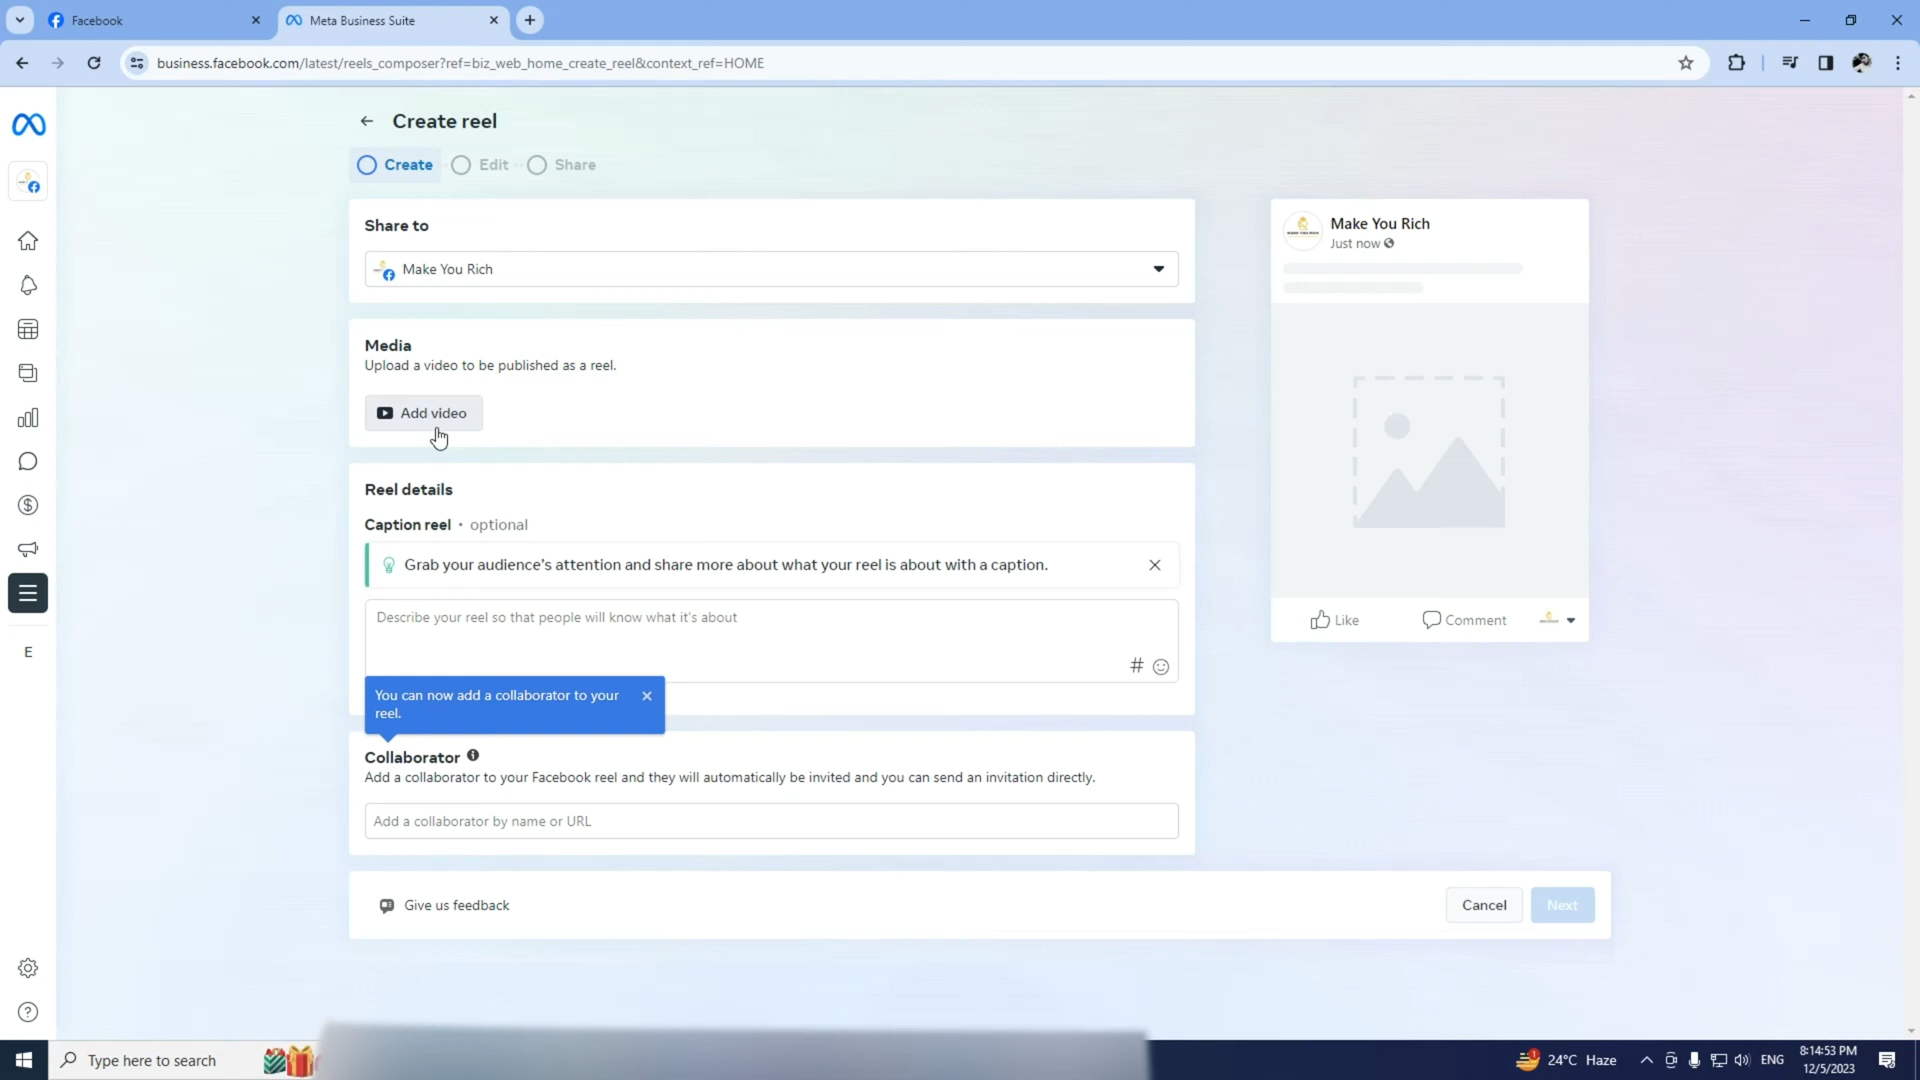 Facebook
Meta Business Suite
business.facebook.com/latest/reels_composer?ref=biz_web_home_create_reel&context_ref=HOME
Create reel
Create
Edit
Share
Share to
Make You Rich
Media
Upload a video to be published as a reel.
Add video
Reel details
Caption reel · optional
Grab your audience's attention and share more about what your reel is about with a caption.
Describe your reel so that people will know what it's about
#
You can now add a collaborator to your
reel.
Collaborator
Add a collaborator to your Facebook reel and they will automatically be invited and you can send an invitation directly.
Add a collaborator by name or URL
Give us feedback
Cancel
Next
Make You Rich
Just now
Like
Comment
E
Type here to search
1
24°C Haze
ENG
8:14:53 PM
12/5/2023